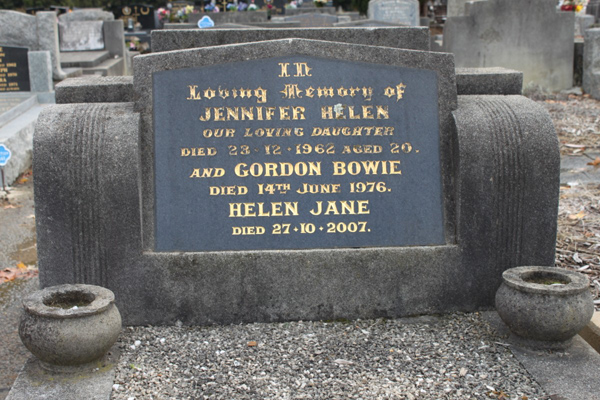 In
Loving Memory of
JENNIFER HELEN
OUR LOVING DAUGHTER
DIED 23·12·1962 AGED 20.
AND GORDON BOWIE
DIED 14TH JUNE 1976.
HELEN JANE
DIED 27·10·2007.